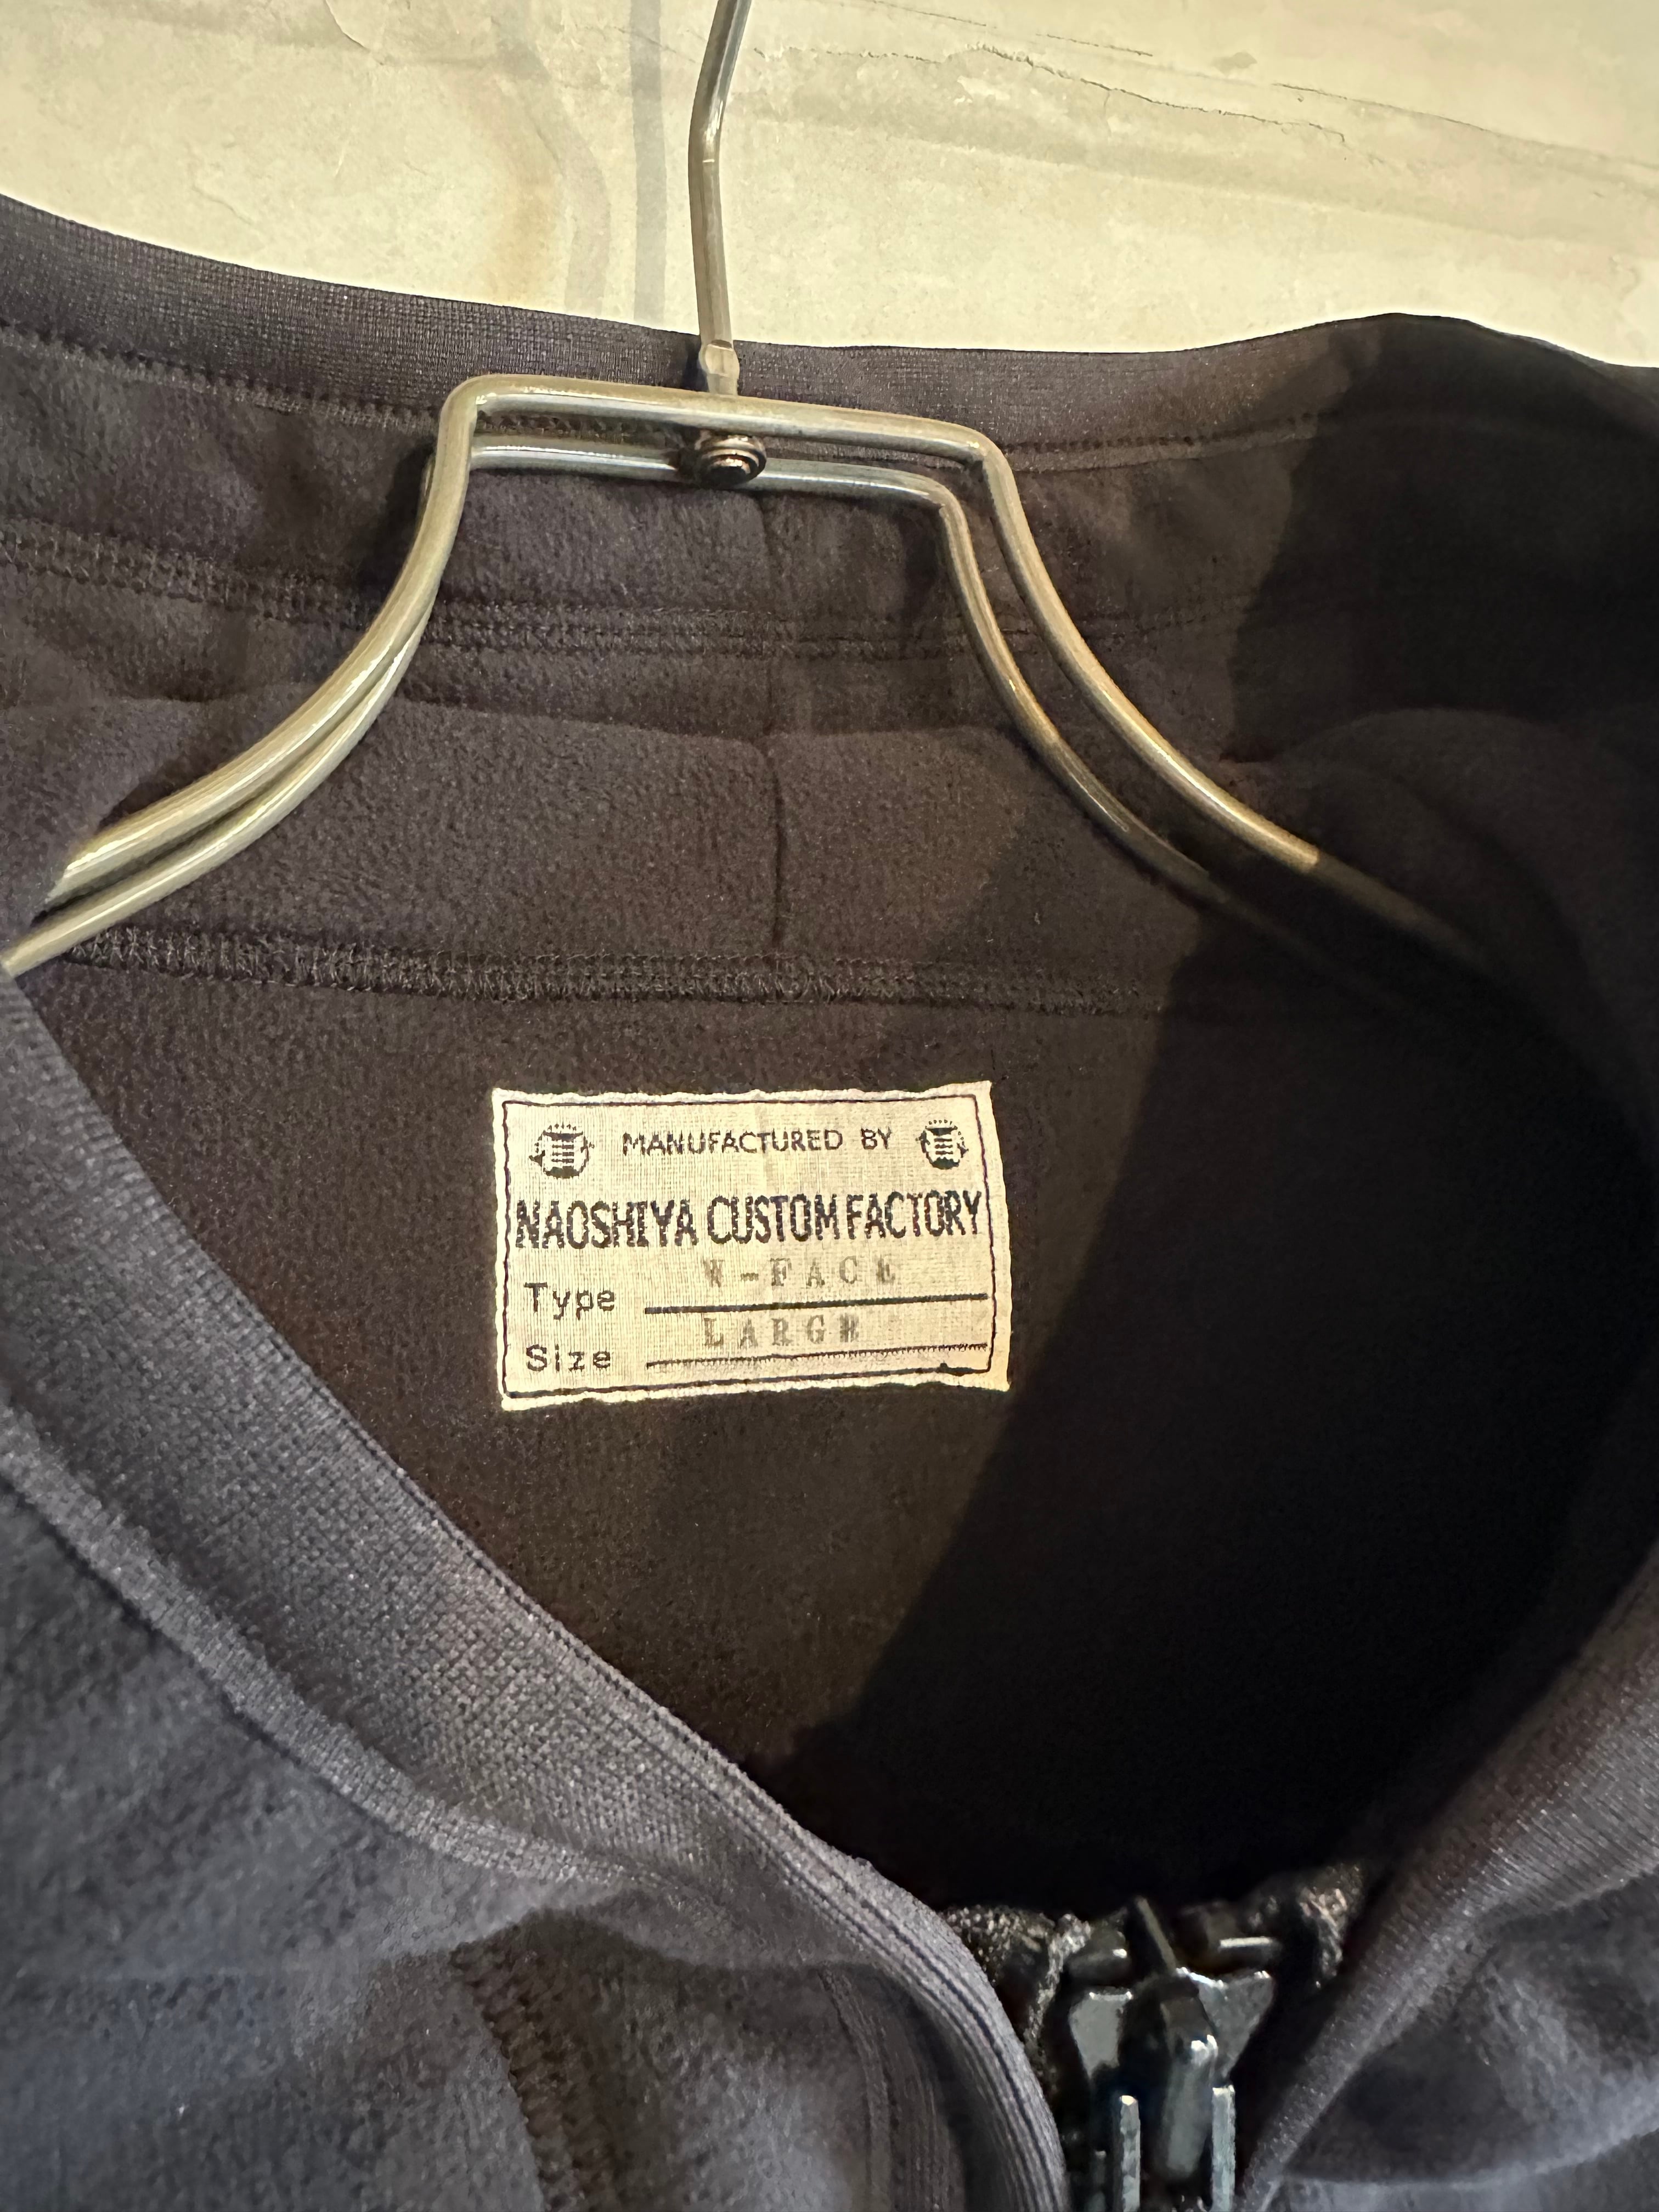 MANUFACTURED BY
NAOSHIYA CUSTOM FACTORY
Type W-FACE
Size LARGE